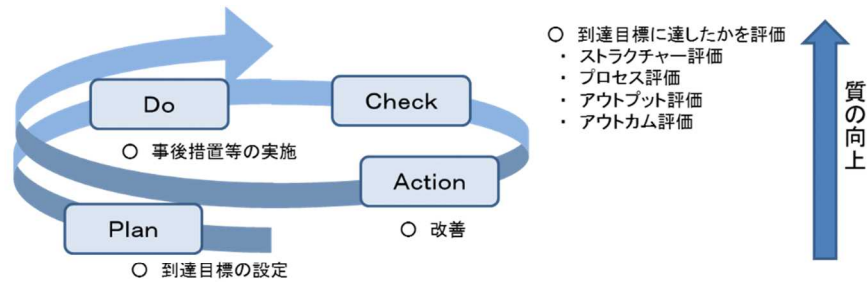 Do
○ 事後措置等の実施
Check
○ 到達目標に達したかを評価
・ ストラクチャー評価
・ プロセス評価
・ アウトプット評価
・ アウトカム評価
Action
○ 改善
Plan
○ 到達目標の設定
質の向上